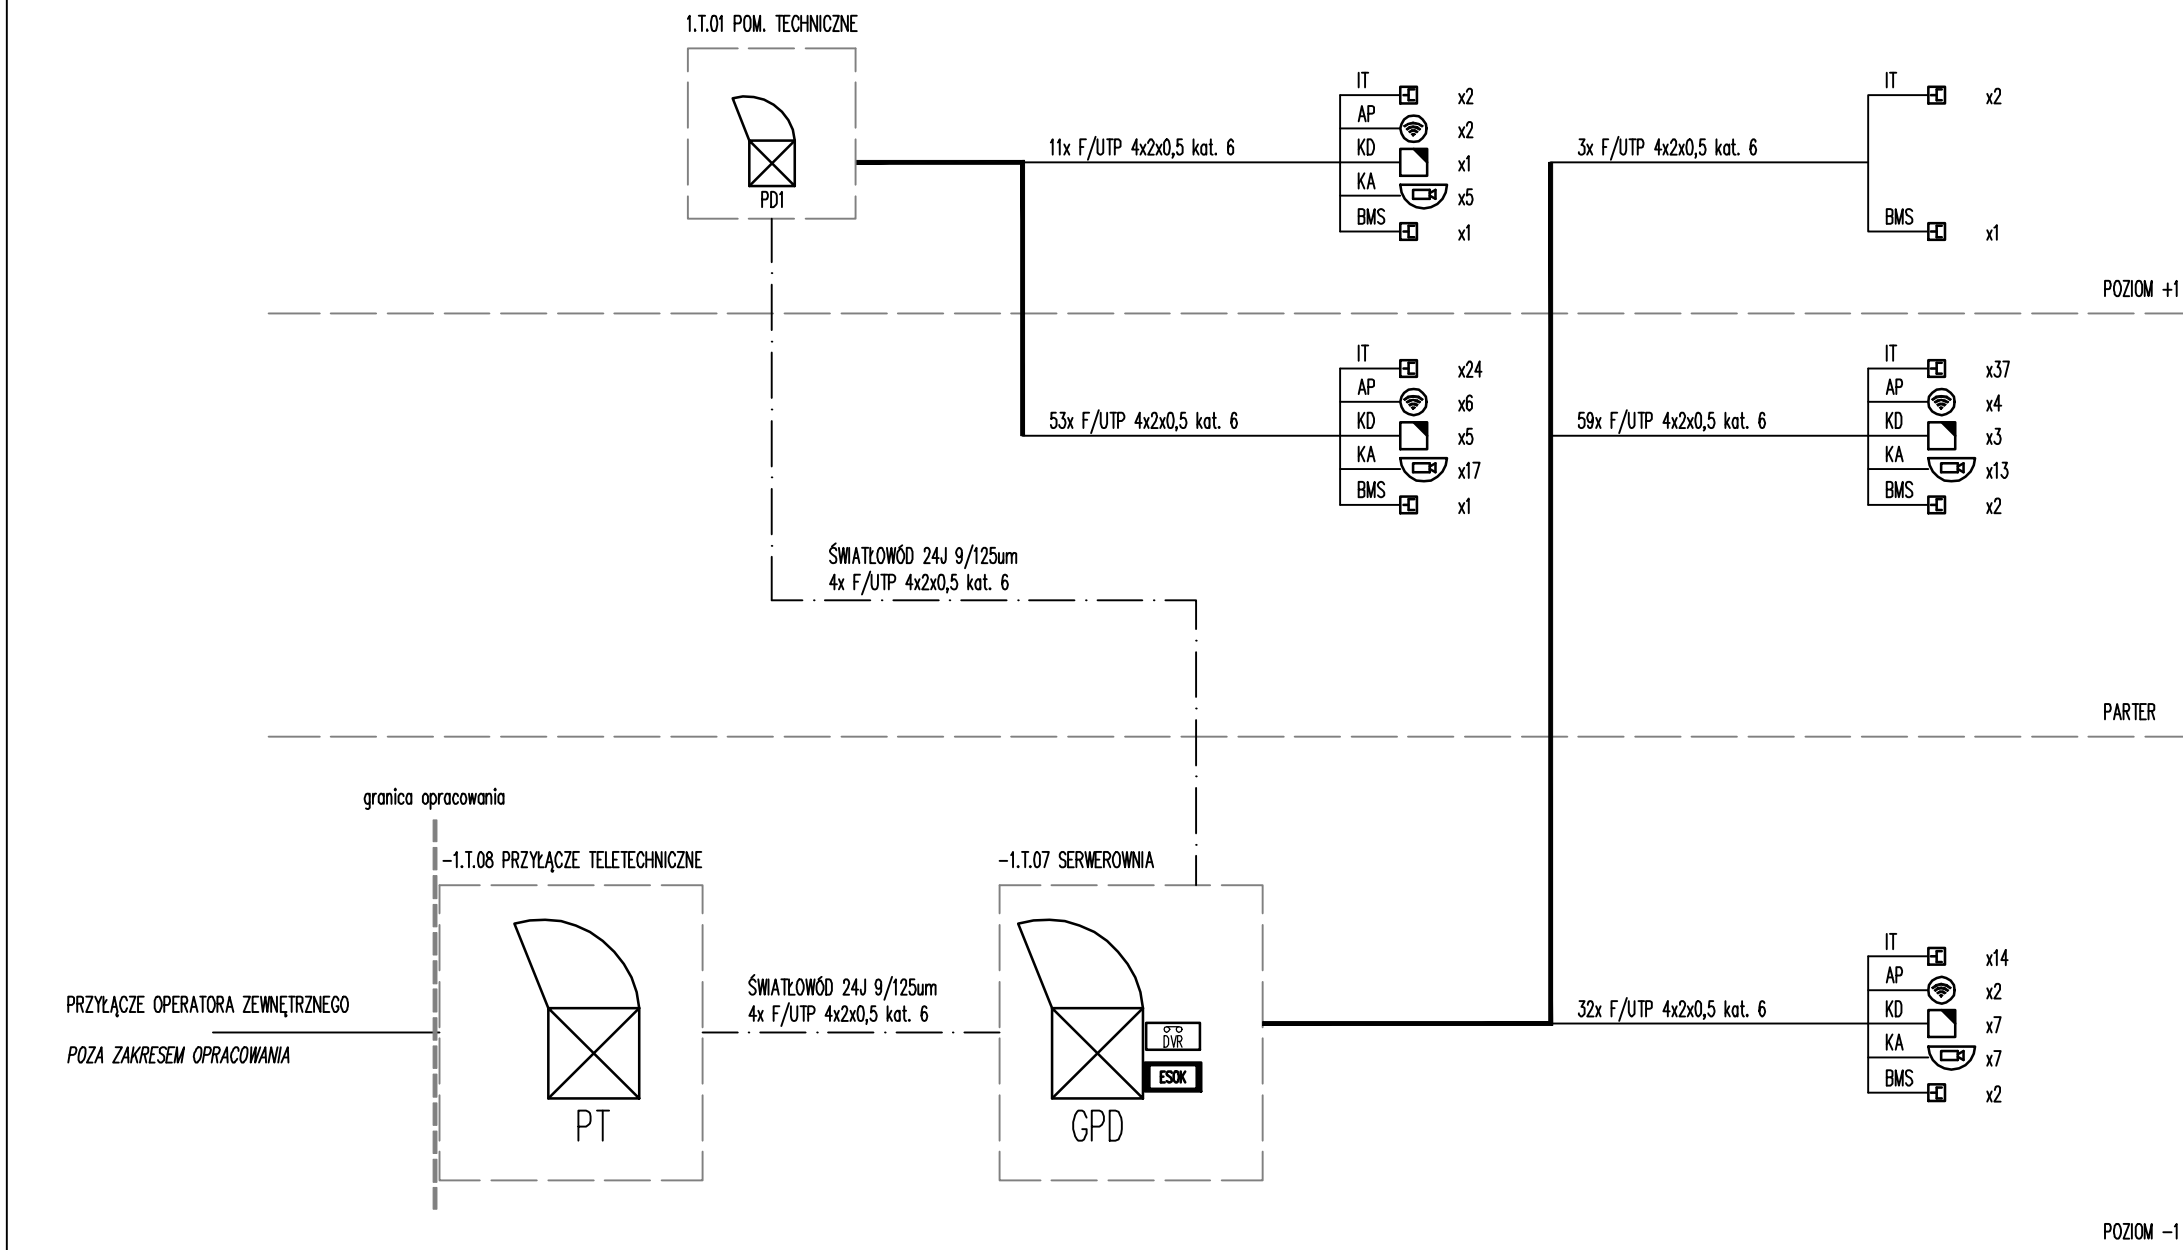 1.T.01 POM. TECHNICZNE
PD1
11x F/UTP 4x2x0,5 kat. 6
IT
x2
AP
x2
KD
x1
KA
x5
BMS
x1
3x F/UTP 4x2x0,5 kat. 6
IT
x2
BMS
x1
POZIOM +1
53x F/UTP 4x2x0,5 kat. 6
IT
x24
AP
x6
KD
x5
KA
x17
BMS
x1
59x F/UTP 4x2x0,5 kat. 6
IT
x37
AP
x4
KD
x3
KA
x13
BMS
x2
ŚWIATŁOWÓD 24J 9/125um
4x F/UTP 4x2x0,5 kat. 6
PARTER
granica opracowania
-1.T.08 PRZYŁĄCZE TELETECHNICZNE
-1.T.07 SERWEROWNIA
PRZYŁĄCZE OPERATORA ZEWNĘTRZNEGO
POZA ZAKRESEM OPRACOWANIA
PT
ŚWIATŁOWÓD 24J 9/125um
4x F/UTP 4x2x0,5 kat. 6
DVR
ESOK
GPD
32x F/UTP 4x2x0,5 kat. 6
IT
x14
AP
x2
KD
x7
KA
x7
BMS
x2
POZIOM -1